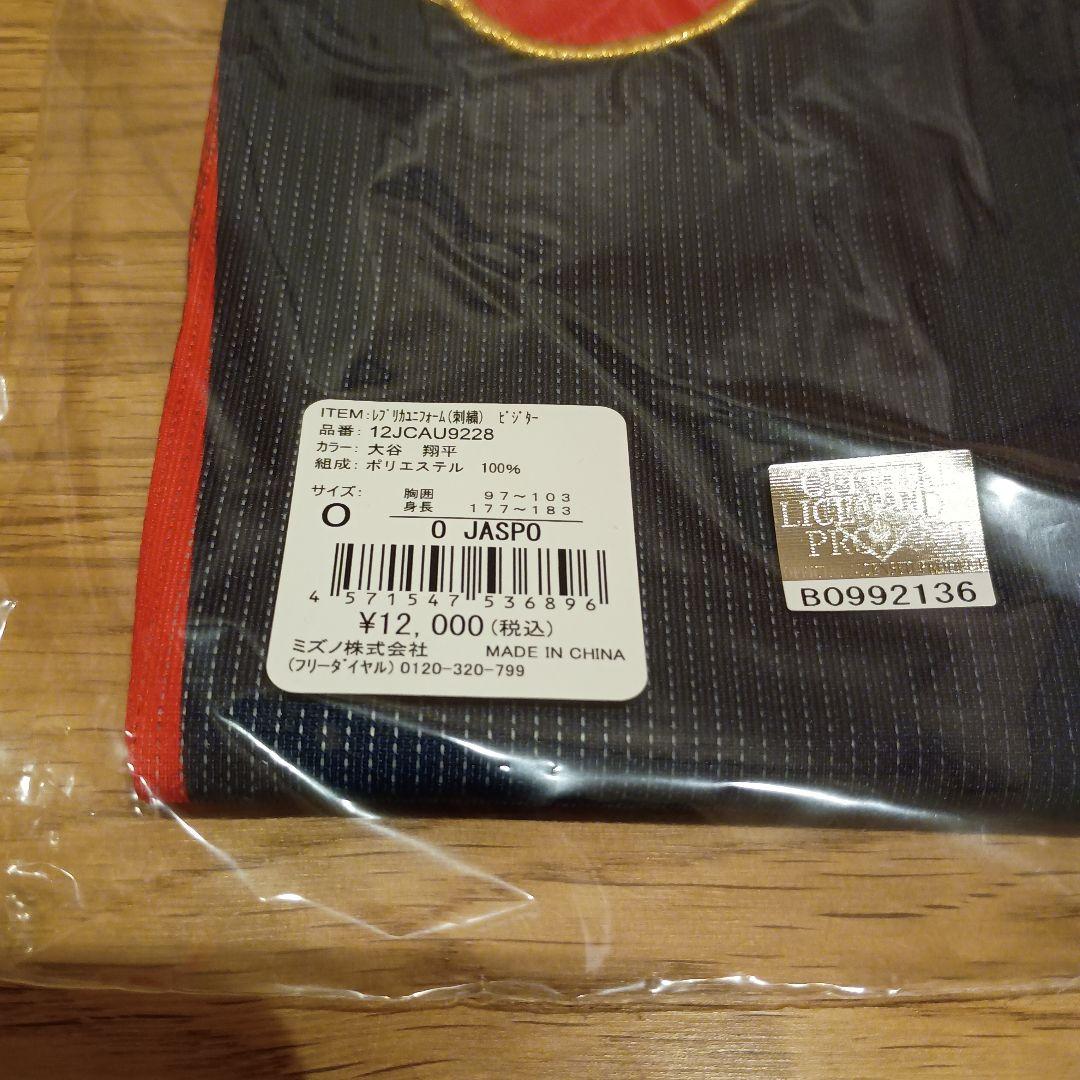 ITEM:ﾚﾌﾟﾘｶﾕﾆﾌｫｰﾑ(刺繍) ﾋﾞｼﾞﾀｰ
品番: 12JCAU9228
カラー: 大谷 翔平
組成: ポリエステル 100%
サイズ: 胸囲 97～103
O 身長 177～183
O JASPO
4 571547 536896
¥12,000(税込)
ミズノ株式会社 MADE IN CHINA
(フリーダイヤル) 0120-320-799
B0992136